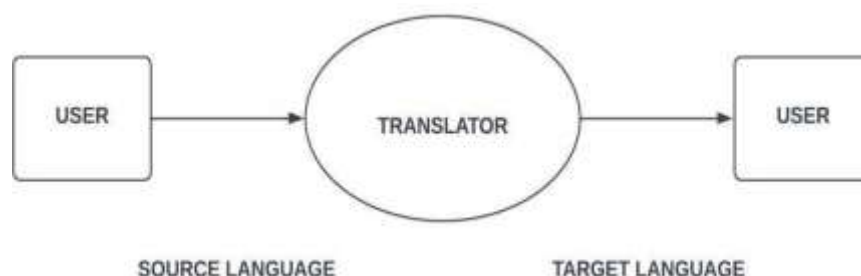 USER
TRANSLATOR
USER
SOURCE LANGUAGE
TARGET LANGUAGE